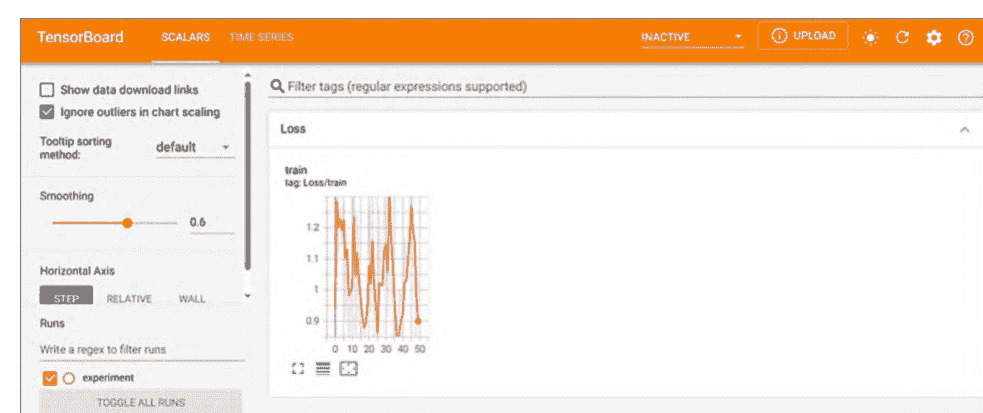 TensorBoard SCALARS TIME SERIES INACTIVE UPLOAD
Show data download links
Ignore outliers in chart scaling
Tooltip sorting
method: default
Smoothing
0.6
Horizontal Axis
STEP RELATIVE WALL
Runs
Write a regex to filter runs
experiment
TOGGLE ALL RUNS
Filter tags (regular expressions supported)
Loss
train
tag: Loss/train
1.2
1.1
1
0.9
0 10 20 30 40 50